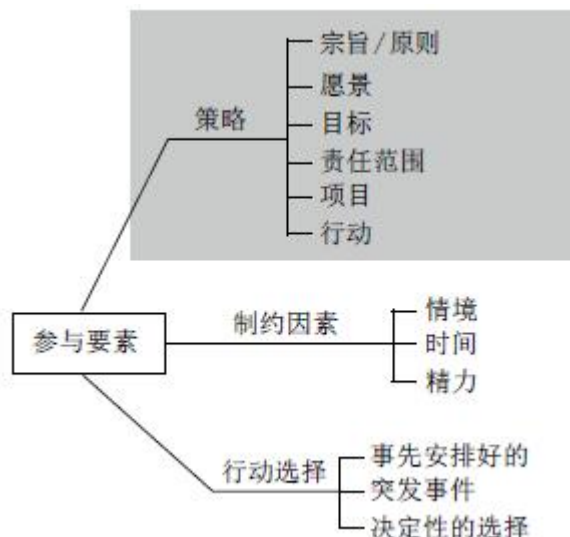 宗旨/原则
愿景
策略
目标
责任范围
项目
行动
参与要素
制约因素
情境
时间
精力
行动选择
事先安排好的
突发事件
决定性的选择